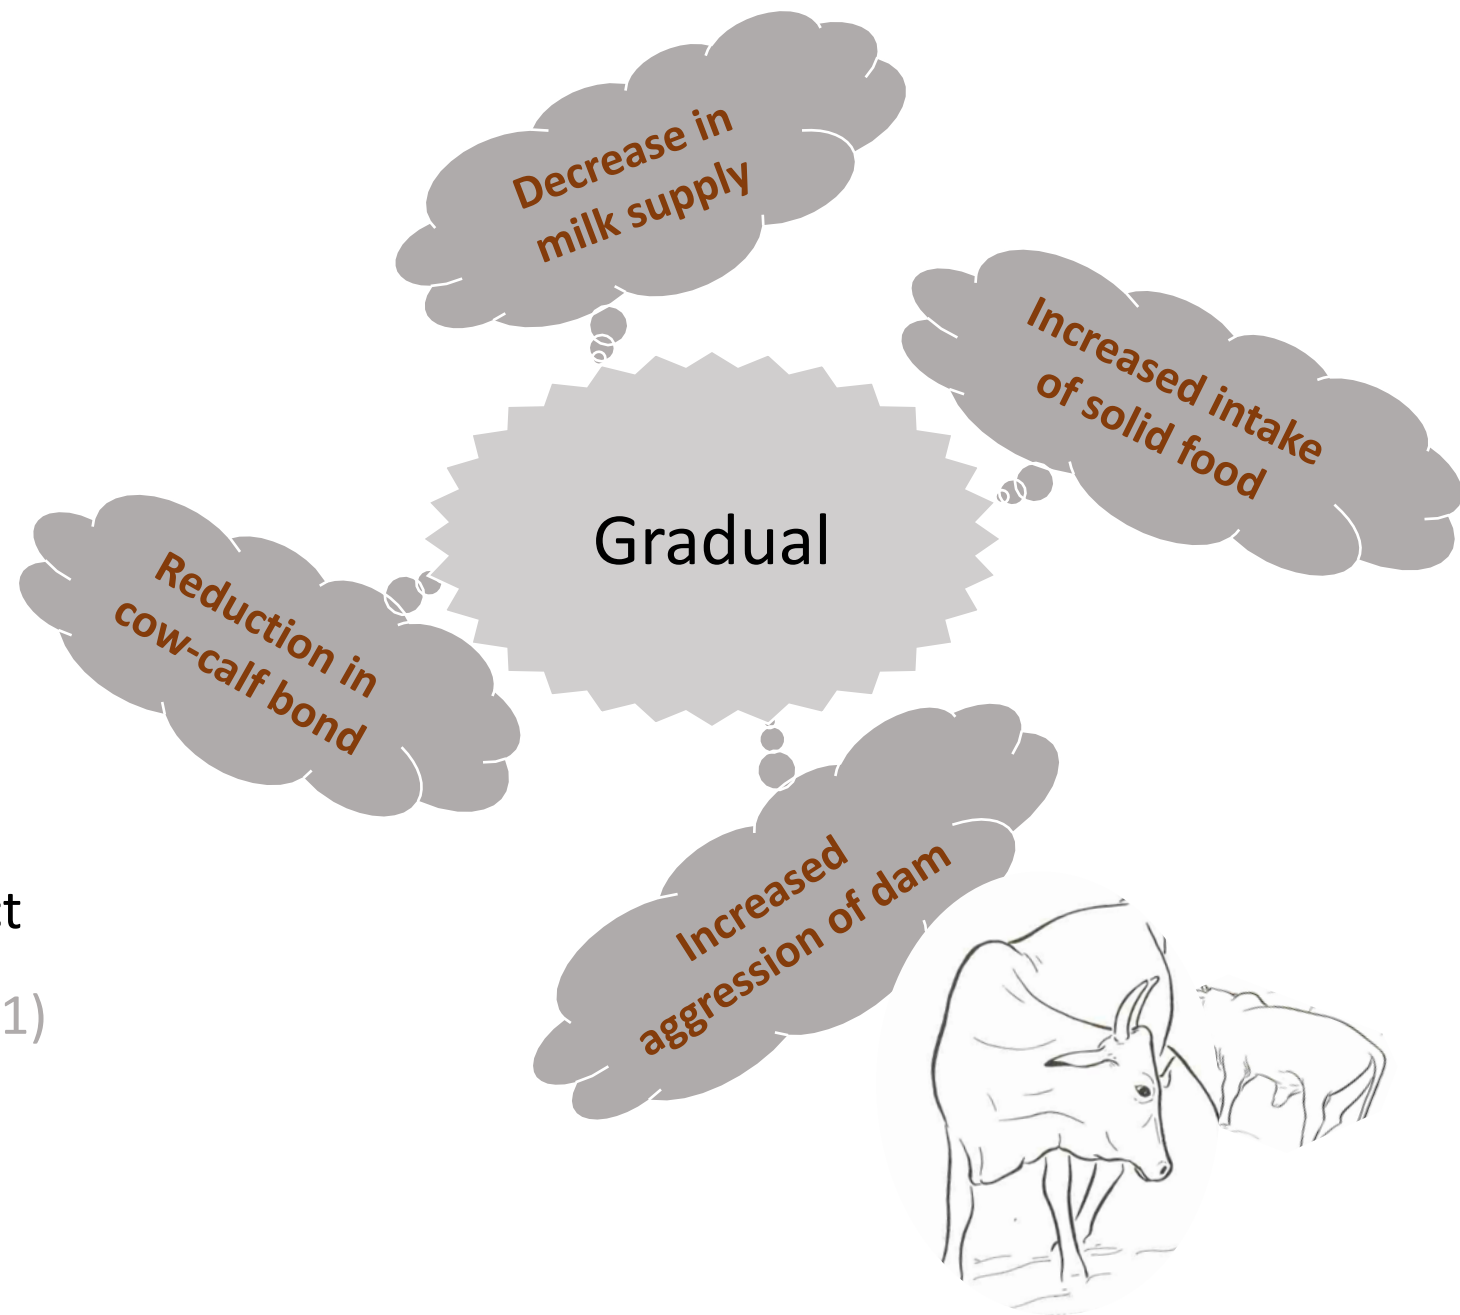 Decrease in
milk supply
Increased intake
of solid food
Gradual
Reduction in
cow-calf bond
Increased
aggression of dam
1)